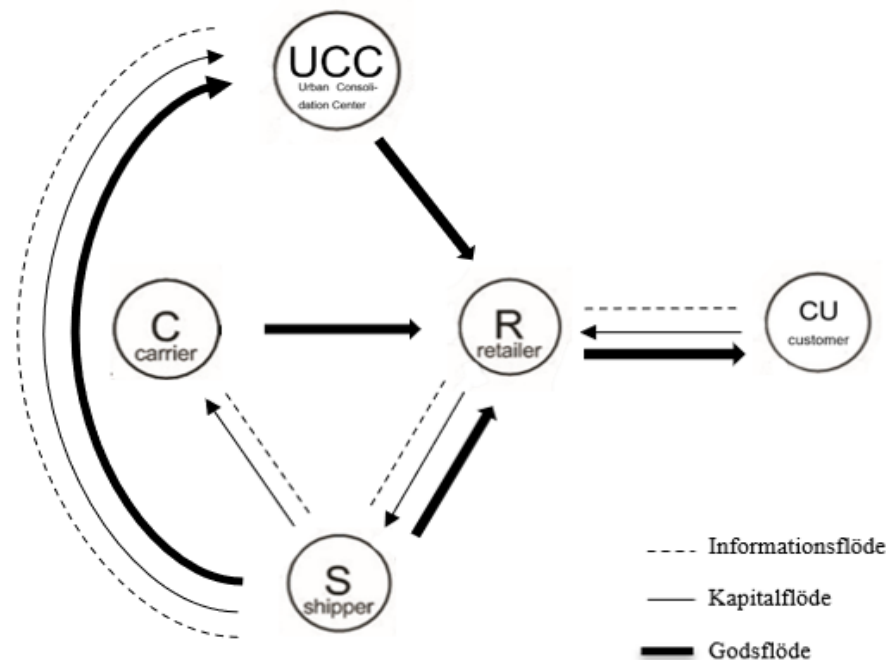 UCC
Urban Consoli-
dation Center
C
carrier
R
retailer
CU
customer
S
shipper
Informationsflöde
Kapitalflöde
Godsflöde